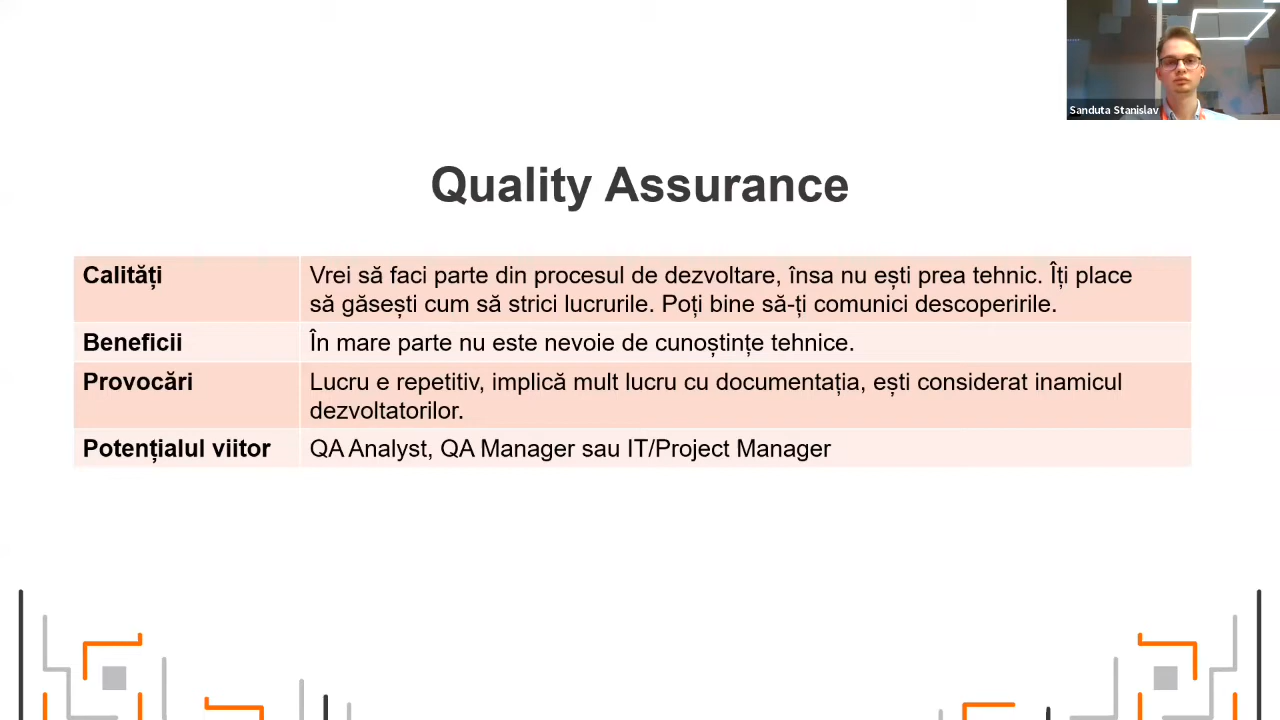 Sanduta Stanislav
Quality Assurance
Calități
Vrei să faci parte din procesul de dezvoltare, însa nu ești prea tehnic. Îți place
să găsești cum să strici lucrurile. Poți bine să-ți comunici descoperirile.
Beneficii
În mare parte nu este nevoie de cunoștințe tehnice.
Provocări
Lucru e repetitiv, implică mult lucru cu documentația, ești considerat inamicul
dezvoltatorilor.
Potențialul viitor
QA Analyst, QA Manager sau IT/Project Manager